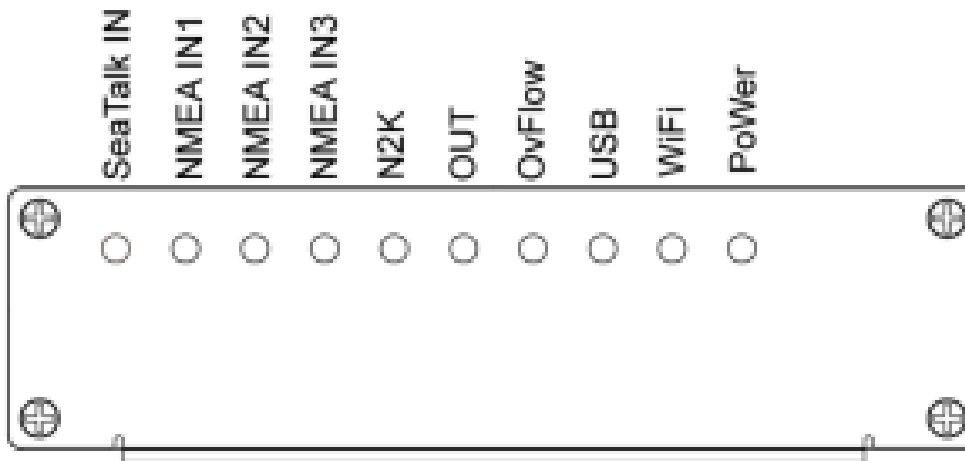 SeaTalk IN
NMEA IN1
NMEA IN2
NMEA IN3
N2K
OUT
OvFlow
USB
WiFi
PoWer